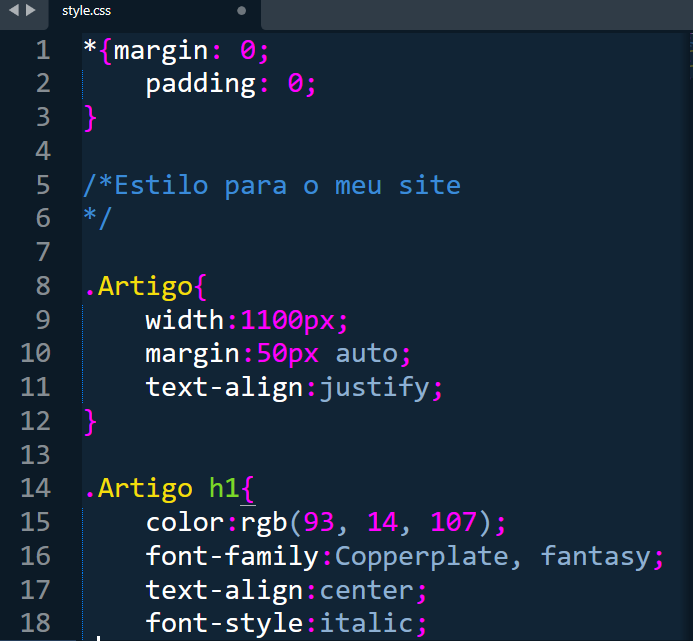 style.css
1 *{margin: 0;
2 padding: 0;
3 }
4
5 /*Estilo para o meu site
6 */
7
8 .Artigo{
9 width:1100px;
10 margin:50px auto;
11 text-align:justify;
12 }
13
14 .Artigo h1{
15 color:rgb(93, 14, 107);
16 font-family:Copperplate, fantasy;
17 text-align:center;
18 font-style:italic;